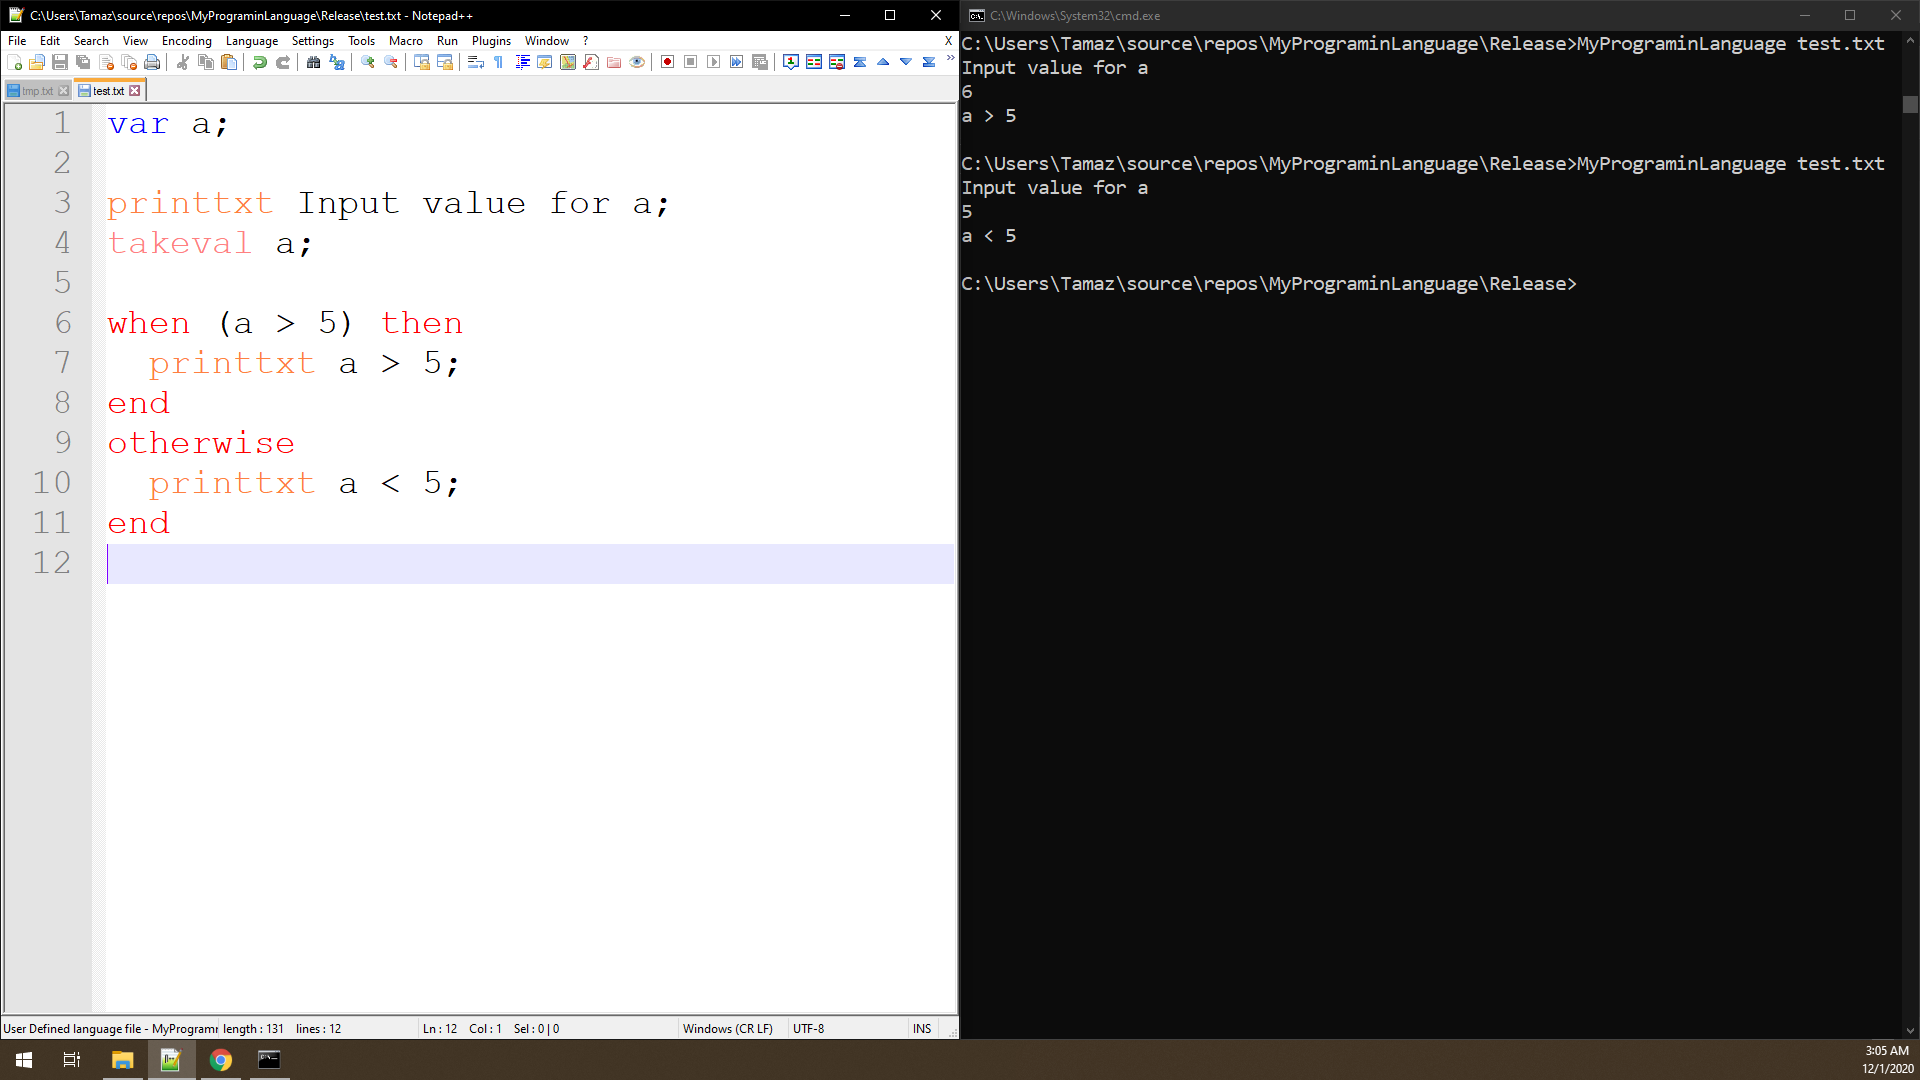 C:\Users\Tamaz\source\repos\MyPrograminLanguage\Release\test.txt - Notepad++
File Edit Search View Encoding Language Settings Tools Macro Run Plugins Window ? X
tmp.txt test.txt
1 var a;
2
3 printtxt Input value for a;
4 takeval a;
5
6 when (a > 5) then
7 printtxt a > 5;
8 end
9 otherwise
10 printtxt a < 5;
11 end
12
User Defined language file - MyProgramr length : 131 lines : 12 Ln : 12 Col : 1 Sel : 0 | 0 Windows (CR LF) UTF-8 INS
C:\Windows\System32\cmd.exe
C:\Users\Tamaz\source\repos\MyPrograminLanguage\Release>MyPrograminLanguage test.txt
Input value for a
6
a > 5
C:\Users\Tamaz\source\repos\MyPrograminLanguage\Release>MyPrograminLanguage test.txt
Input value for a
5
a < 5
C:\Users\Tamaz\source\repos\MyPrograminLanguage\Release>
3:05 AM
12/1/2020